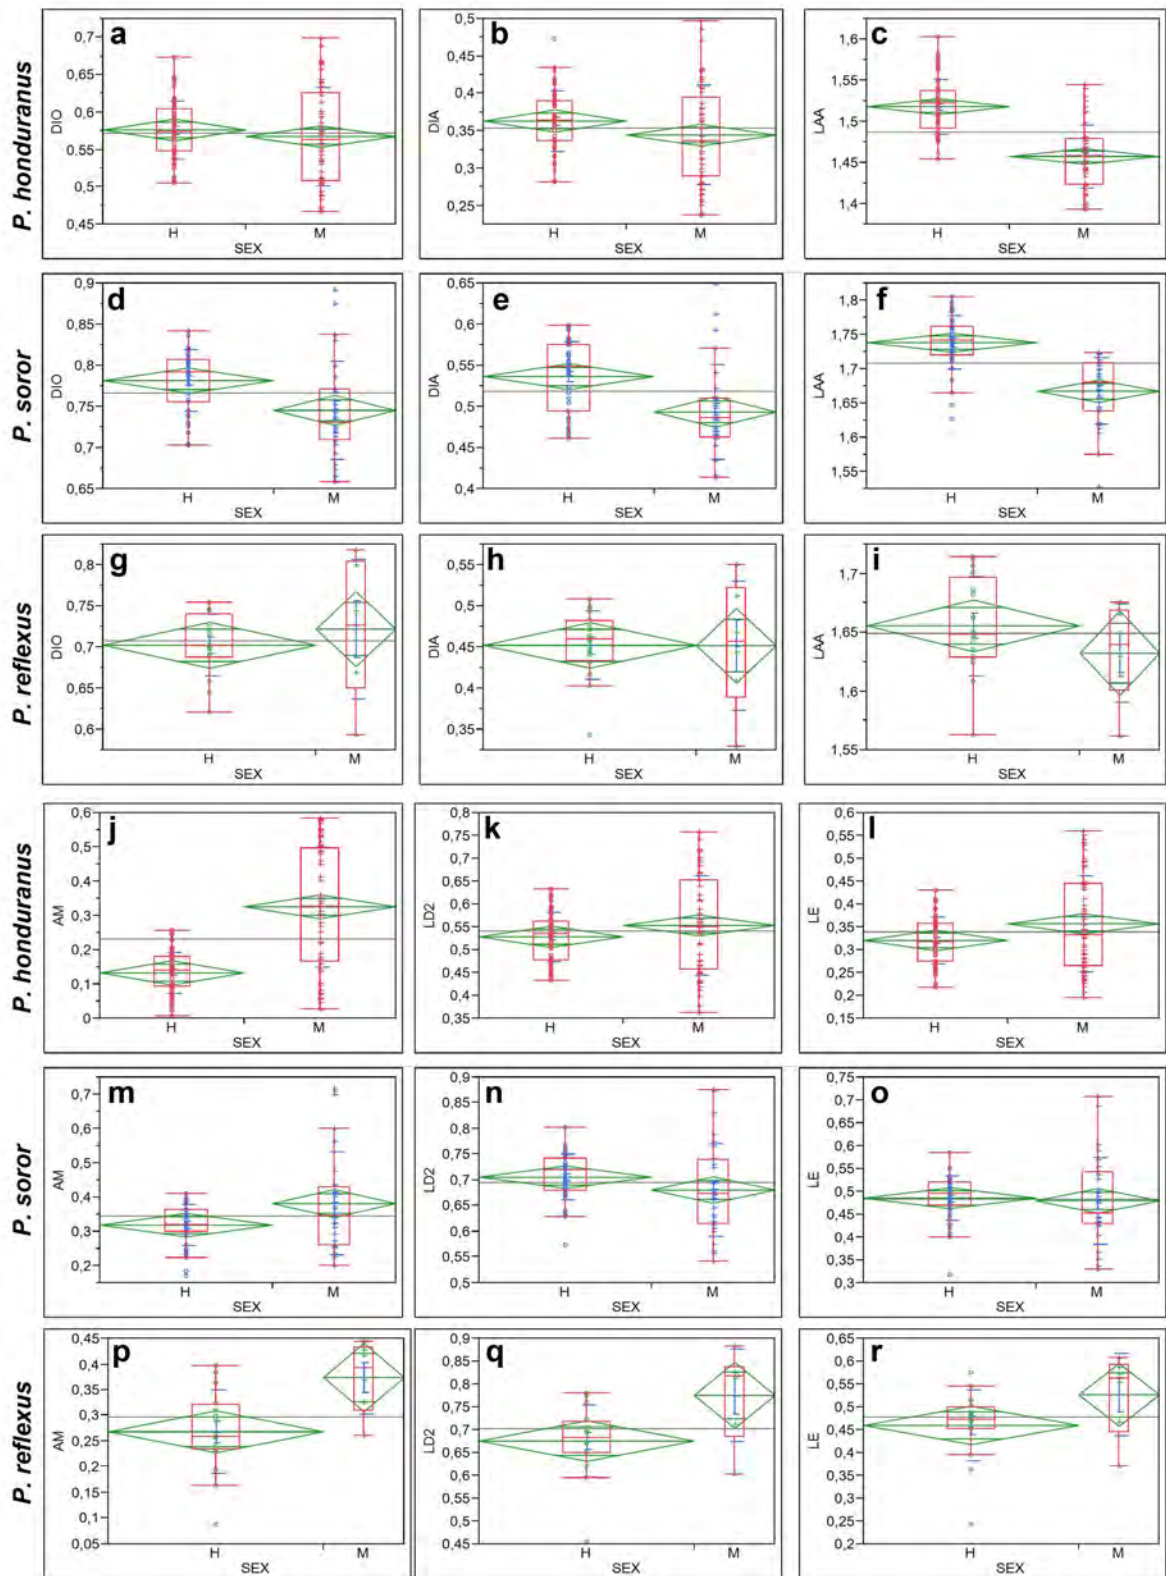 P. honduranus
a
DIO
0,7
0,65
0,6
0,55
0,5
0,45
H M
SEX
b
DIA
0,5
0,45
0,4
0,35
0,3
0,25
H M
SEX
c
LAA
1,6
1,55
1,5
1,45
1,4
H M
SEX
P. soror
d
DIO
0,9
0,85
0,8
0,75
0,7
0,65
H M
SEX
e
DIA
0,65
0,6
0,55
0,5
0,45
0,4
H M
SEX
f
LAA
1,8
1,75
1,7
1,65
1,6
1,55
H M
SEX
P. reflexus
g
DIO
0,8
0,75
0,7
0,65
0,6
H M
SEX
h
DIA
0,55
0,5
0,45
0,4
0,35
H M
SEX
i
LAA
1,7
1,65
1,6
1,55
H M
SEX
P. honduranus
j
AM
0,6
0,5
0,4
0,3
0,2
0,1
0
H M
SEX
k
LD2
0,8
0,75
0,7
0,65
0,6
0,55
0,5
0,45
0,4
0,35
H M
SEX
l
LE
0,6
0,55
0,5
0,45
0,4
0,35
0,3
0,25
0,2
0,15
H M
SEX
P. soror
m
AM
0,7
0,6
0,5
0,4
0,3
0,2
H M
SEX
n
LD2
0,9
0,85
0,8
0,75
0,7
0,65
0,6
0,55
0,5
H M
SEX
o
LE
0,75
0,7
0,65
0,6
0,55
0,5
0,45
0,4
0,35
0,3
H M
SEX
P. reflexus
p
AM
0,45
0,4
0,35
0,3
0,25
0,2
0,15
0,1
0,05
H M
SEX
q
LD2
0,9
0,85
0,8
0,75
0,7
0,65
0,6
0,55
0,5
0,45
H M
SEX
r
LE
0,65
0,6
0,55
0,5
0,45
0,4
0,35
0,3
0,25
0,2
H M
SEX